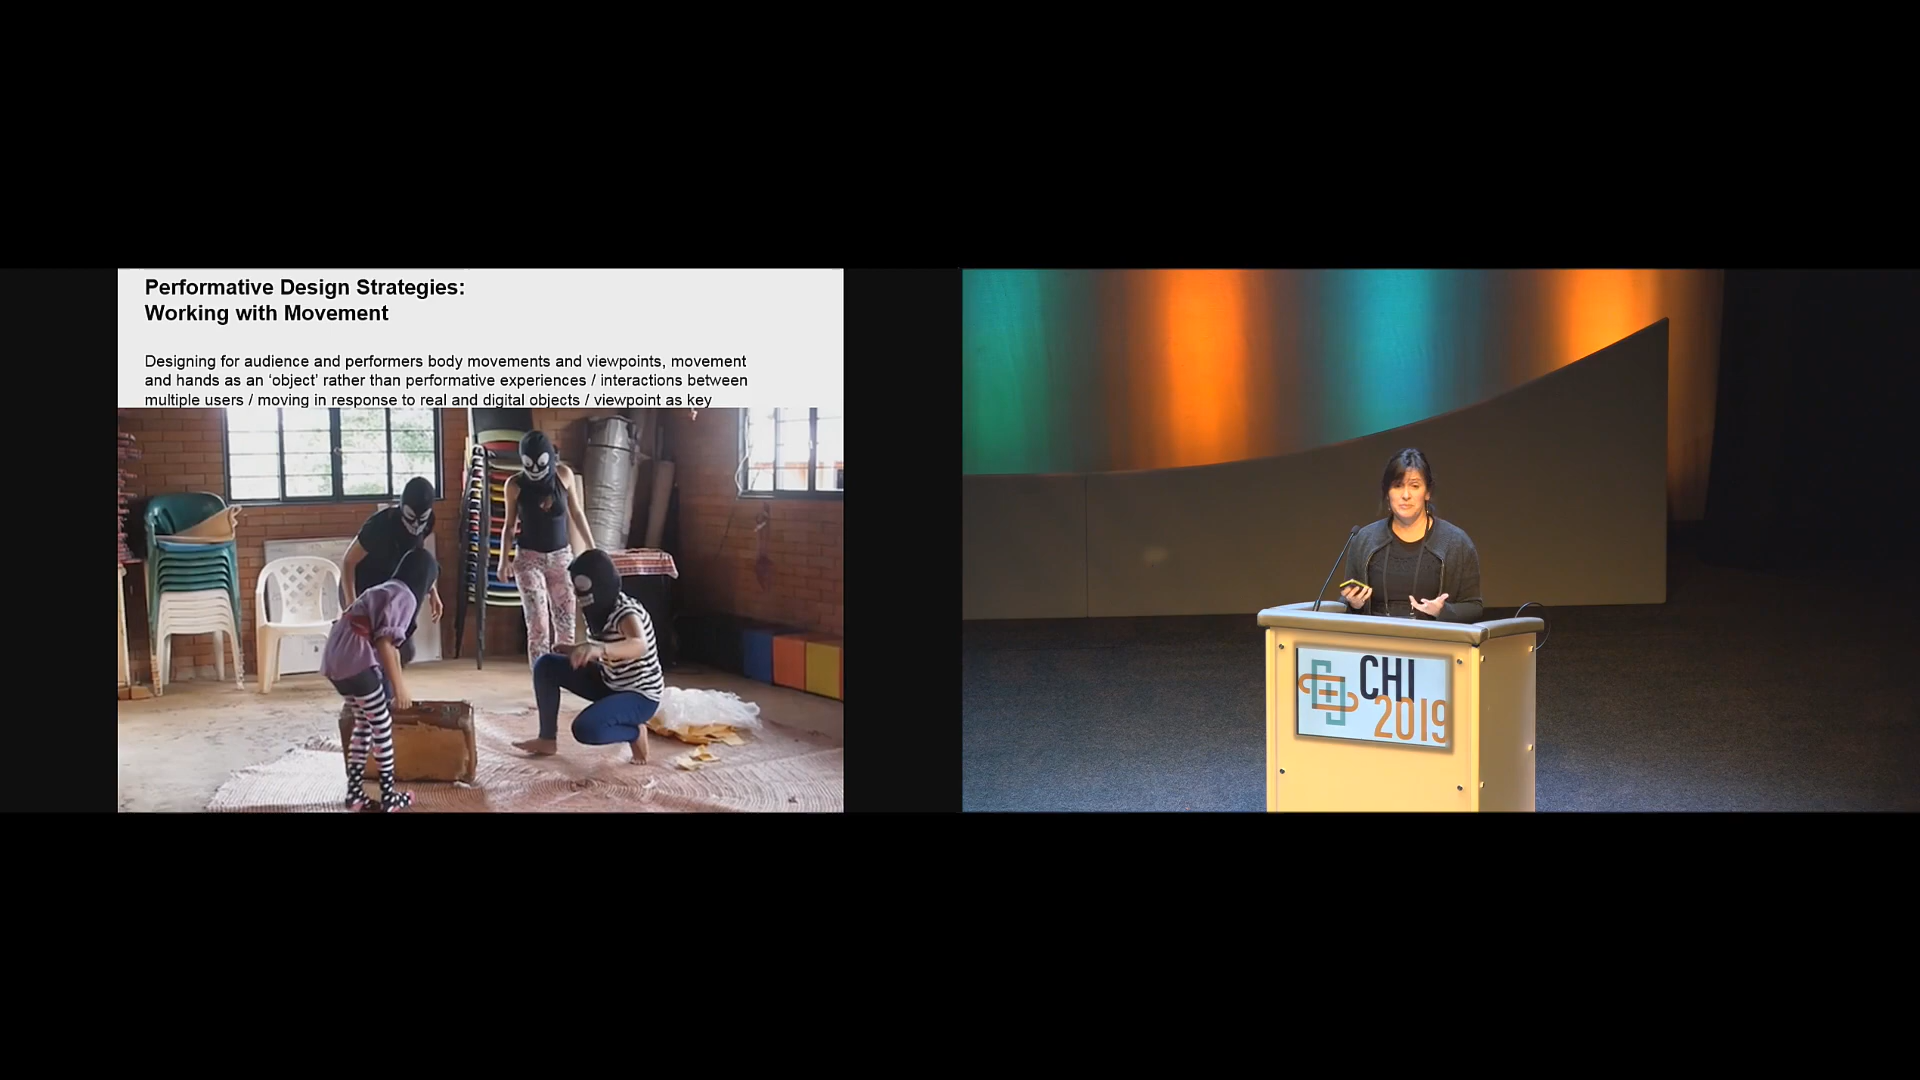 Performative Design Strategies:
Working with Movement
Designing for audience and performers body movements and viewpoints, movement
and hands as an ‘object’ rather than performative experiences / interactions between
multiple users / moving in response to real and digital objects / viewpoint as key
CHI
2019